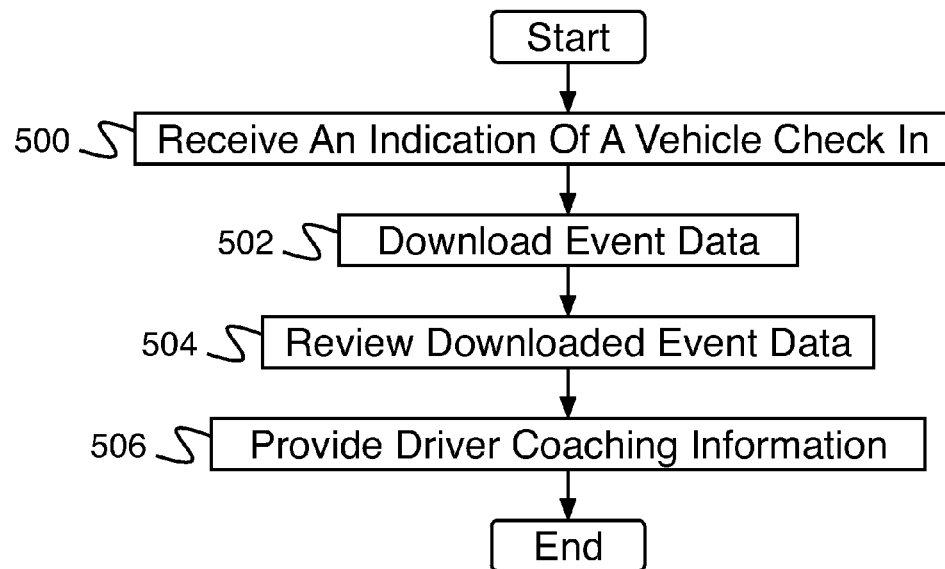 Start
500 Receive An Indication Of A Vehicle Check In
502 Download Event Data
504 Review Downloaded Event Data
506 Provide Driver Coaching Information
End